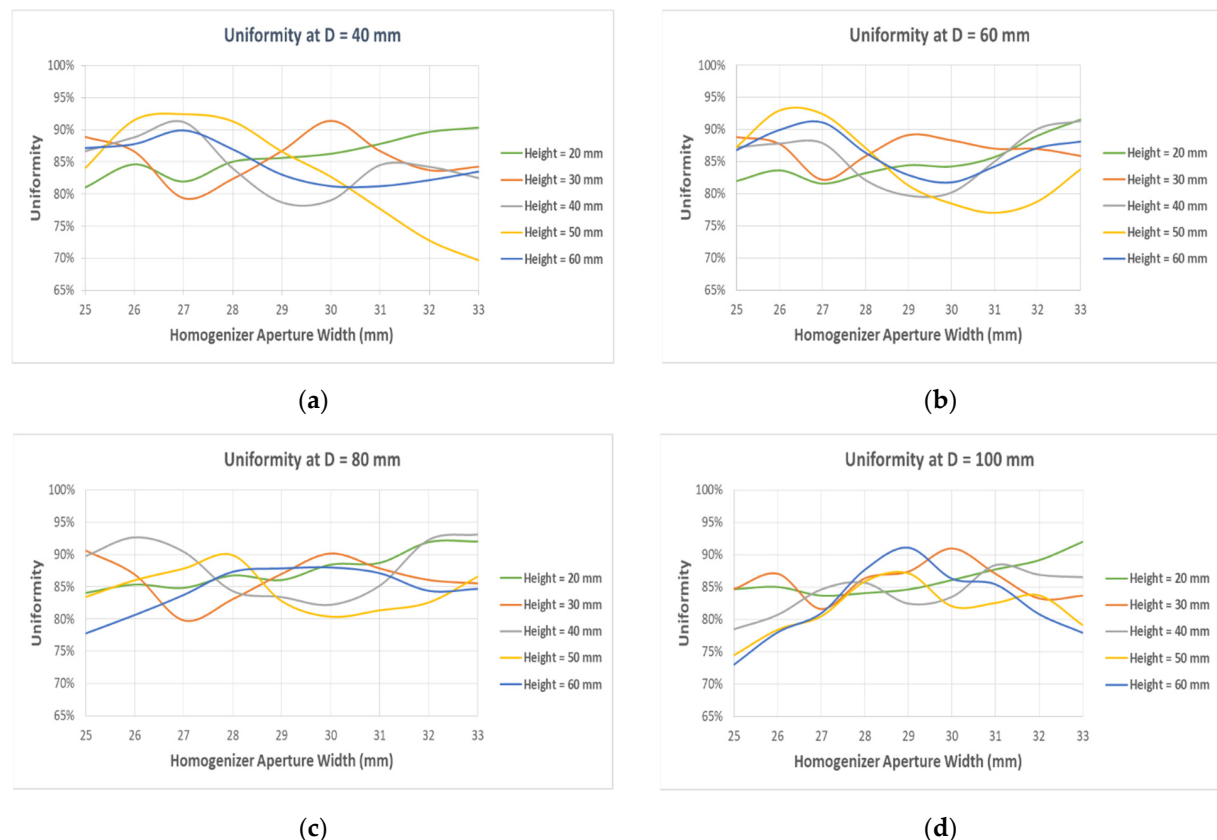 Uniformity at D = 40 mm
100%
95%
90%
85%
80%
75%
70%
65%
Uniformity
25 26 27 28 29 30 31 32 33
Homogenizer Aperture Width (mm)
Height = 20 mm
Height = 30 mm
Height = 40 mm
Height = 50 mm
Height = 60 mm
(a)
Uniformity at D = 60 mm
100%
95%
90%
85%
80%
75%
70%
65%
Uniformity
25 26 27 28 29 30 31 32 33
Homogenizer Aperture Width (mm)
Height = 20 mm
Height = 30 mm
Height = 40 mm
Height = 50 mm
Height = 60 mm
(b)
Uniformity at D = 80 mm
100%
95%
90%
85%
80%
75%
70%
65%
Uniformity
25 26 27 28 29 30 31 32 33
Homogenizer Aperture Width (mm)
Height = 20 mm
Height = 30 mm
Height = 40 mm
Height = 50 mm
Height = 60 mm
(c)
Uniformity at D = 100 mm
100%
95%
90%
85%
80%
75%
70%
65%
Uniformity
25 26 27 28 29 30 31 32 33
Homogenizer Aperture Width (mm)
Height = 20 mm
Height = 30 mm
Height = 40 mm
Height = 50 mm
Height = 60 mm
(d)